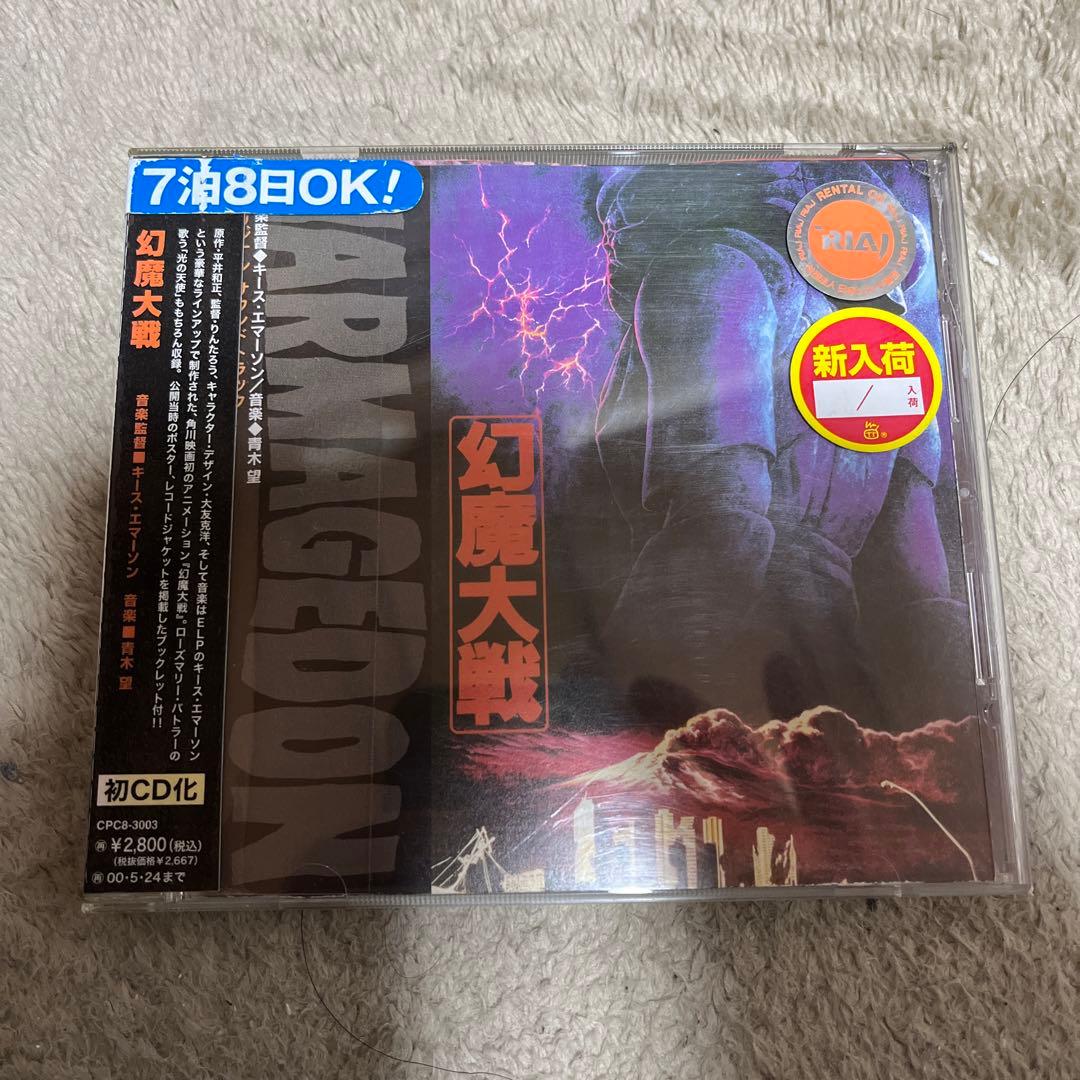 7泊8日OK!
幻魔大戦
音楽監督■キース・エマーソン 音楽■青木 望
原作・平井和正、監督・りんたろう、キャラクター・デザイン・大友克洋、そして音楽はELPのキース・エマーソン
という豪華なラインアップで制作された、角川映画初のアニメーション『幻魔大戦』。ローズマリー・バトラーの
歌う「光の天使」ももちろん収録。公開当時のポスター、レコードジャケットを掲載したブックレット付!!
初CD化
CPC8-3003
再 ¥2,800(税込)
(税抜価格¥2,667)
再 00・5・24まで
楽監督◆キース・エマーソン/音楽◆青木 望
サウンドトラック
HARMAGEDON
幻魔大戦
RENTAL
RIAJ
新入荷
/
入荷